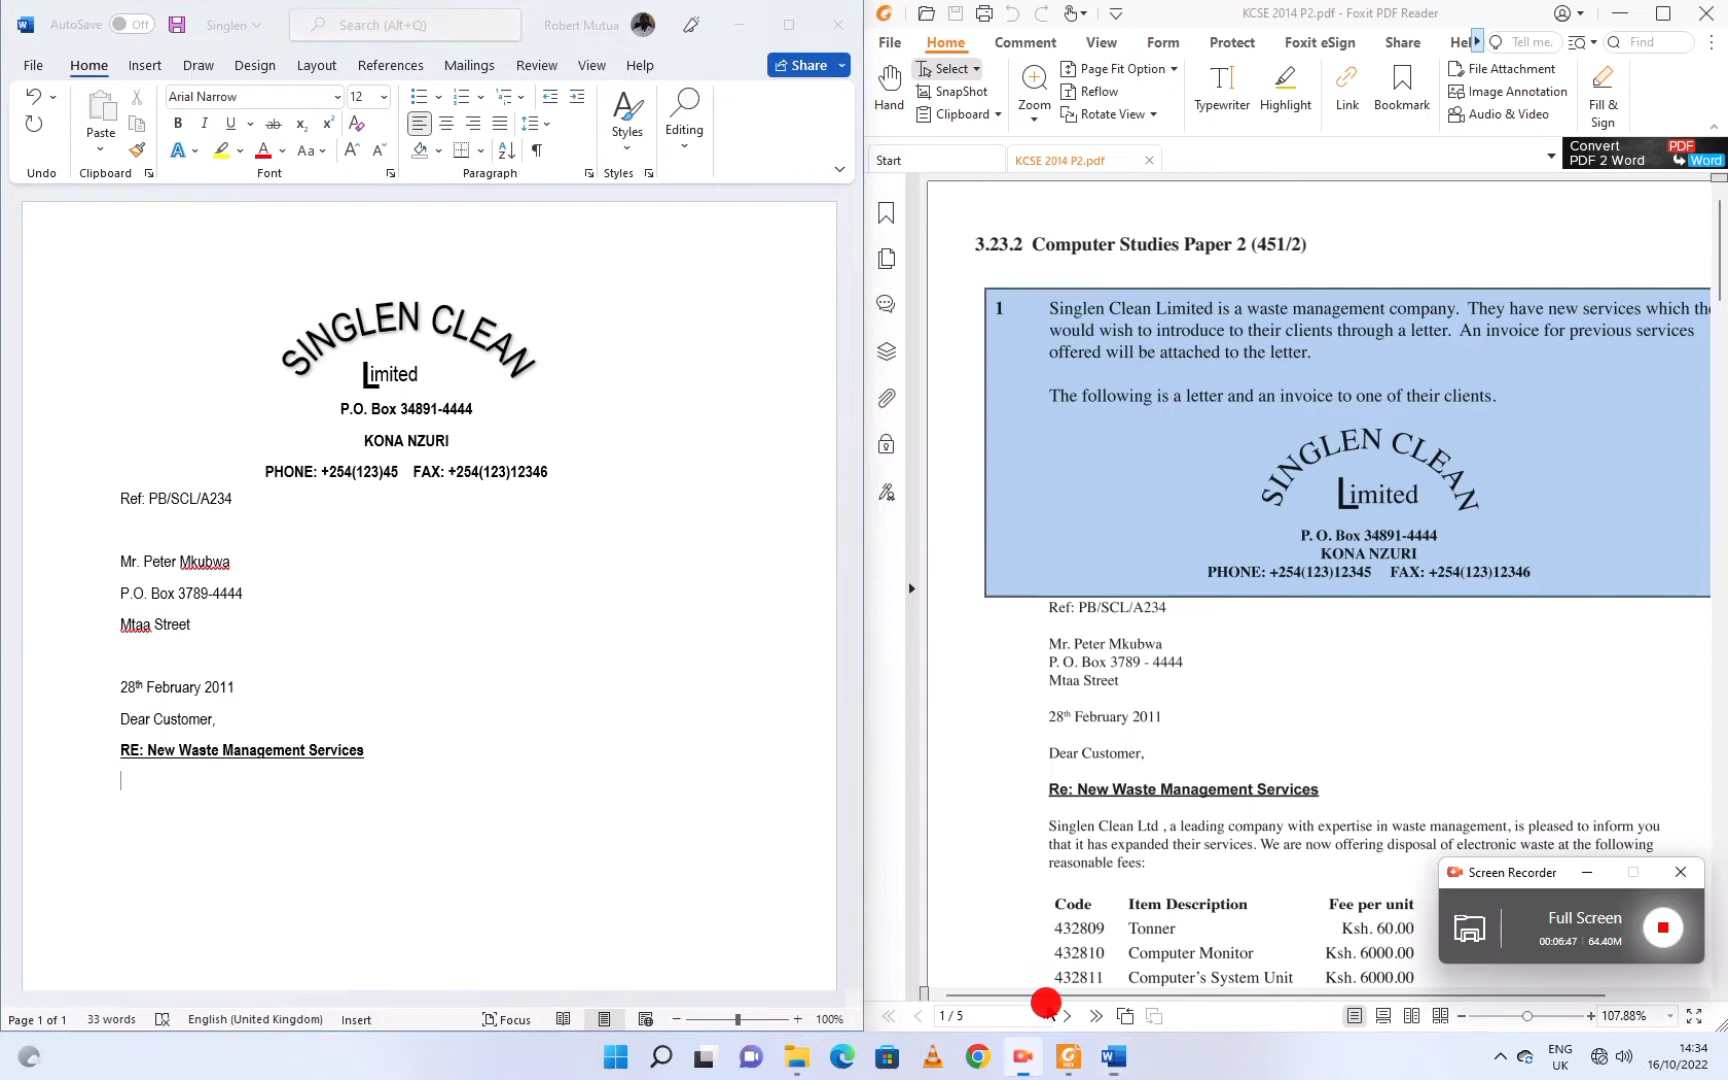 AutoSave Off Singlen Search (Alt+Q) Robert Mutua
File Home Insert Draw Design Layout References Mailings Review View Help Share
Arial Narrow 12
Paste Styles Editing
Undo Clipboard Font Paragraph Styles
SINGLEN CLEAN
Limited
P.O. Box 34891-4444
KONA NZURI
PHONE: +254(123)45 FAX: +254(123)12346
Ref: PB/SCL/A234
Mr. Peter Mkubwa
P.O. Box 3789-4444
Mtaa Street
28th February 2011
Dear Customer,
RE: New Waste Management Services
Page 1 of 1 33 words English (United Kingdom) Insert Focus 100%
KCSE 2014 P2.pdf - Foxit PDF Reader
File Home Comment View Form Protect Foxit eSign Share Hel Tell me. Find
Hand Select SnapShot Clipboard Zoom Page Fit Option Reflow Rotate View Typewriter Highlight Link Bookmark File Attachment Image Annotation Audio & Video Fill & Sign
Start KCSE 2014 P2.pdf
Convert PDF
PDF 2 Word Word
3.23.2 Computer Studies Paper 2 (451/2)
1 Singlen Clean Limited is a waste management company. They have new services which the
would wish to introduce to their clients through a letter. An invoice for previous services
offered will be attached to the letter.
The following is a letter and an invoice to one of their clients.
SINGLEN CLEAN
Limited
P. O. Box 34891-4444
KONA NZURI
PHONE: +254(123)12345 FAX: +254(123)12346
Ref: PB/SCL/A234
Mr. Peter Mkubwa
P. O. Box 3789 - 4444
Mtaa Street
28th February 2011
Dear Customer,
Re: New Waste Management Services
Singlen Clean Ltd , a leading company with expertise in waste management, is pleased to inform you
that it has expanded their services. We are now offering disposal of electronic waste at the following
reasonable fees:
Code Item Description Fee per unit
432809 Tonner Ksh. 60.00
432810 Computer Monitor Ksh. 6000.00
432811 Computer's System Unit Ksh. 6000.00
Screen Recorder
Full Screen
00:06:47 64.40M
1 / 5 107.88%
ENG
UK
14:34
16/10/2022